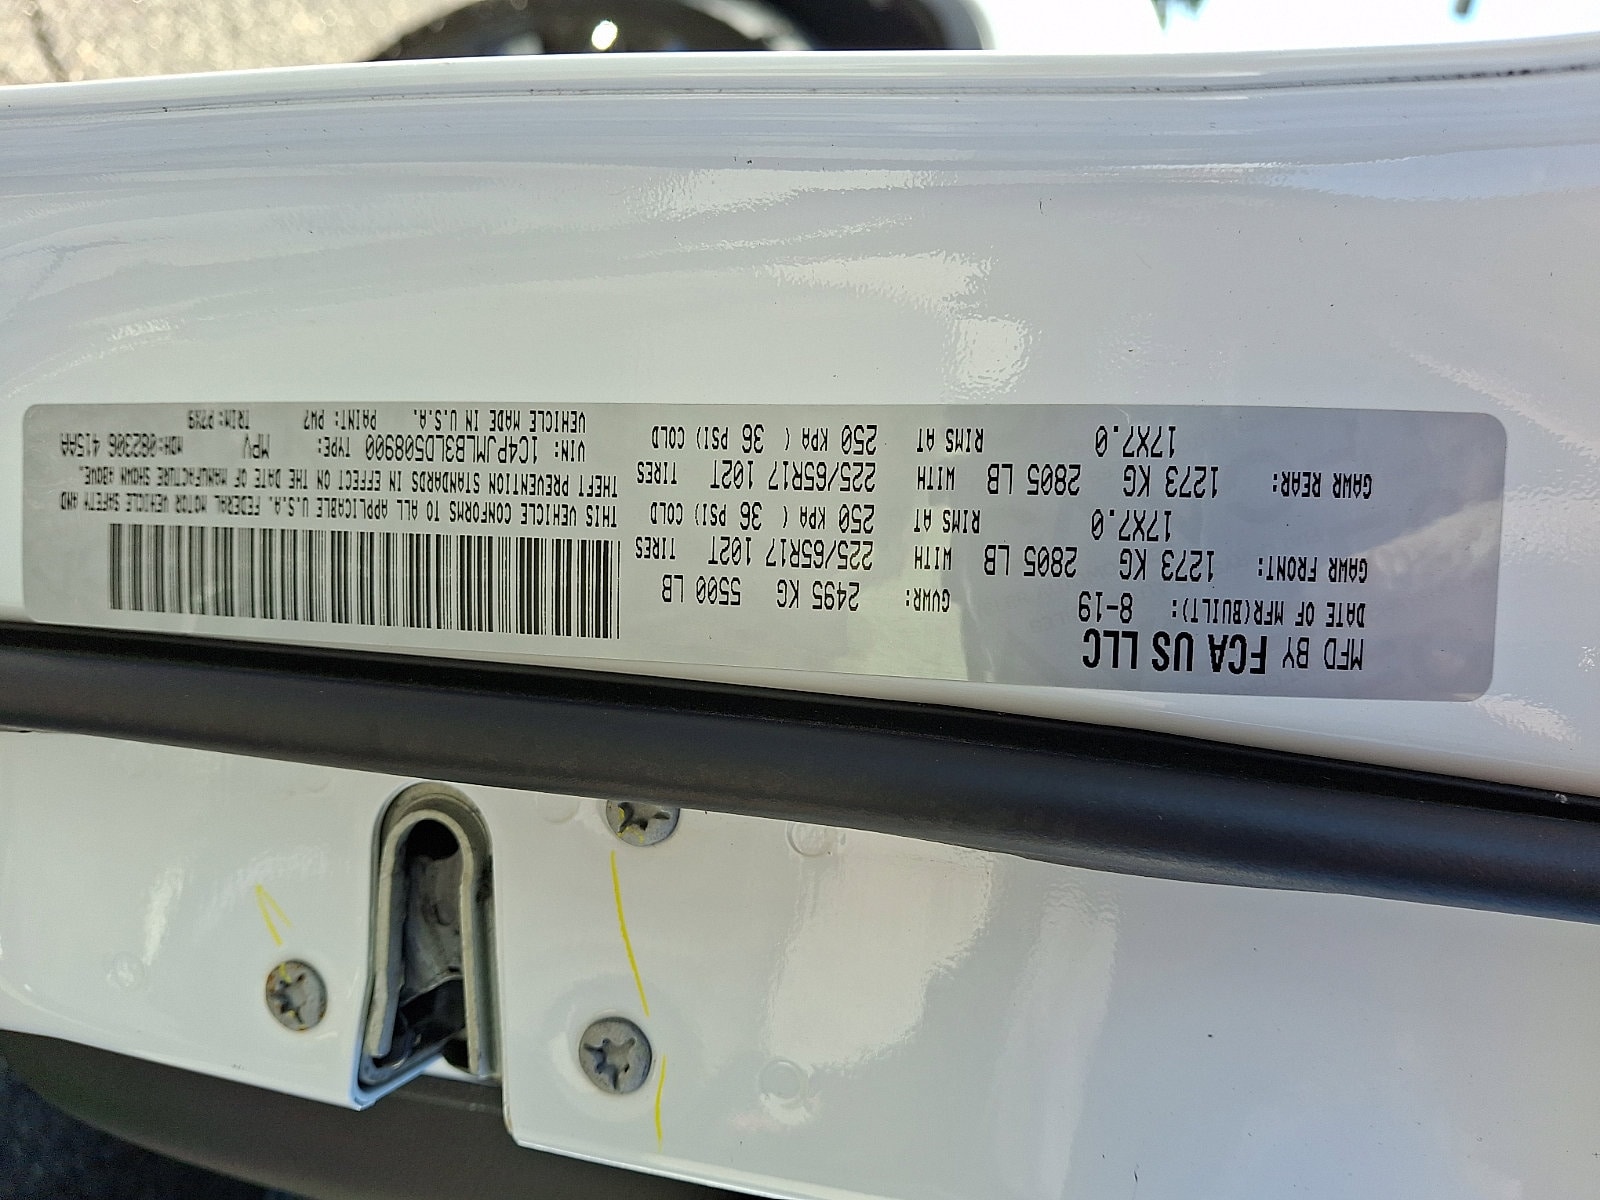 MFD BY FCA US LLC
DATE OF MFR(BUILT): 8-19
GVWR: 2495 KG 5500 LB
GAWR FRONT: 1273 KG 2805 LB WITH 225/65R17 102T TIRES
17X7.0 RIMS AT 250 KPA ( 36 PSI) COLD
GAWR REAR: 1273 KG 2805 LB WITH 225/65R17 102T TIRES
17X7.0 RIMS AT 250 KPA ( 36 PSI) COLD
THIS VEHICLE CONFORMS TO ALL APPLICABLE U.S.A. FEDERAL MOTOR VEHICLE SAFETY AND
THEFT PREVENTION STANDARDS IN EFFECT ON THE DATE OF MANUFACTURE SHOWN ABOVE.
VIN: 1C4PJMLB3LD508900 TYPE: MPV MDH:082306 415AA
VEHICLE MADE IN U.S.A. PAINT: PW7 TRIM:P7X9